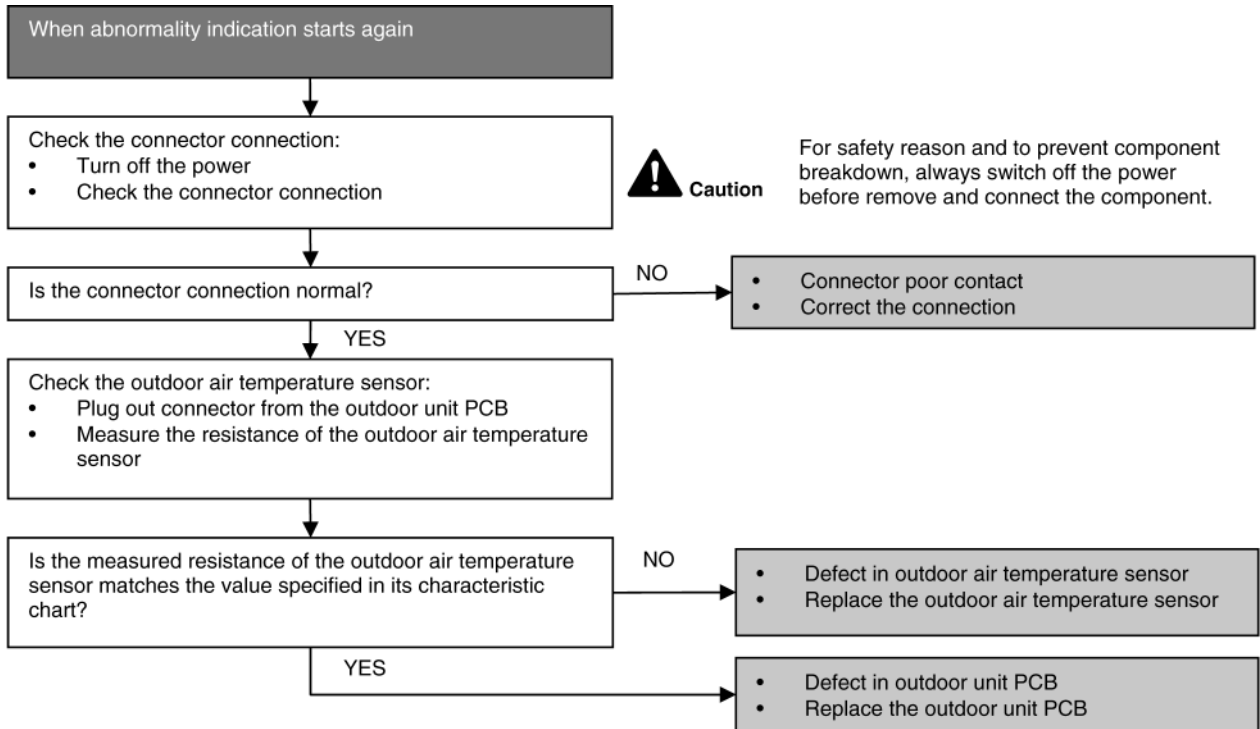 When abnormality indication starts again
Check the connector connection:
• Turn off the power
• Check the connector connection
Caution
For safety reason and to prevent component
breakdown, always switch off the power
before remove and connect the component.
Is the connector connection normal?
NO
• Connector poor contact
• Correct the connection
YES
Check the outdoor air temperature sensor:
• Plug out connector from the outdoor unit PCB
• Measure the resistance of the outdoor air temperature
sensor
Is the measured resistance of the outdoor air temperature
sensor matches the value specified in its characteristic
chart?
NO
• Defect in outdoor air temperature sensor
• Replace the outdoor air temperature sensor
YES
• Defect in outdoor unit PCB
• Replace the outdoor unit PCB